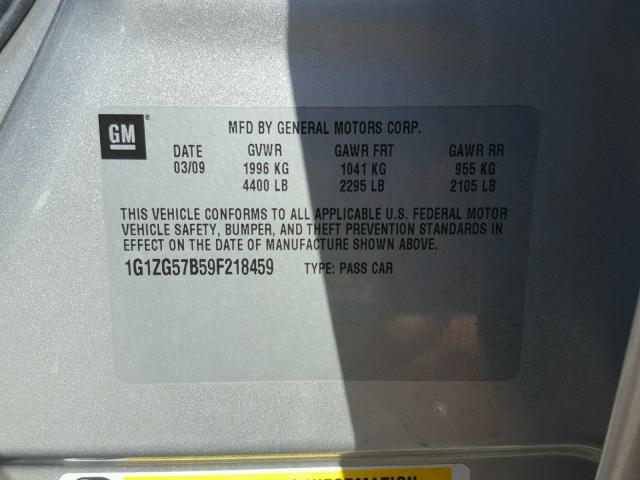 GM®
MFD BY GENERAL MOTORS CORP.
DATE GVWR GAWR FRT GAWR RR
03/09 1996 KG 1041 KG 955 KG
4400 LB 2295 LB 2105 LB
THIS VEHICLE CONFORMS TO ALL APPLICABLE U.S. FEDERAL MOTOR
VEHICLE SAFETY, BUMPER, AND THEFT PREVENTION STANDARDS IN
EFFECT ON THE DATE OF MANUFACTURE SHOWN ABOVE.
1G1ZG57B59F218459 TYPE: PASS CAR
INFORMATION